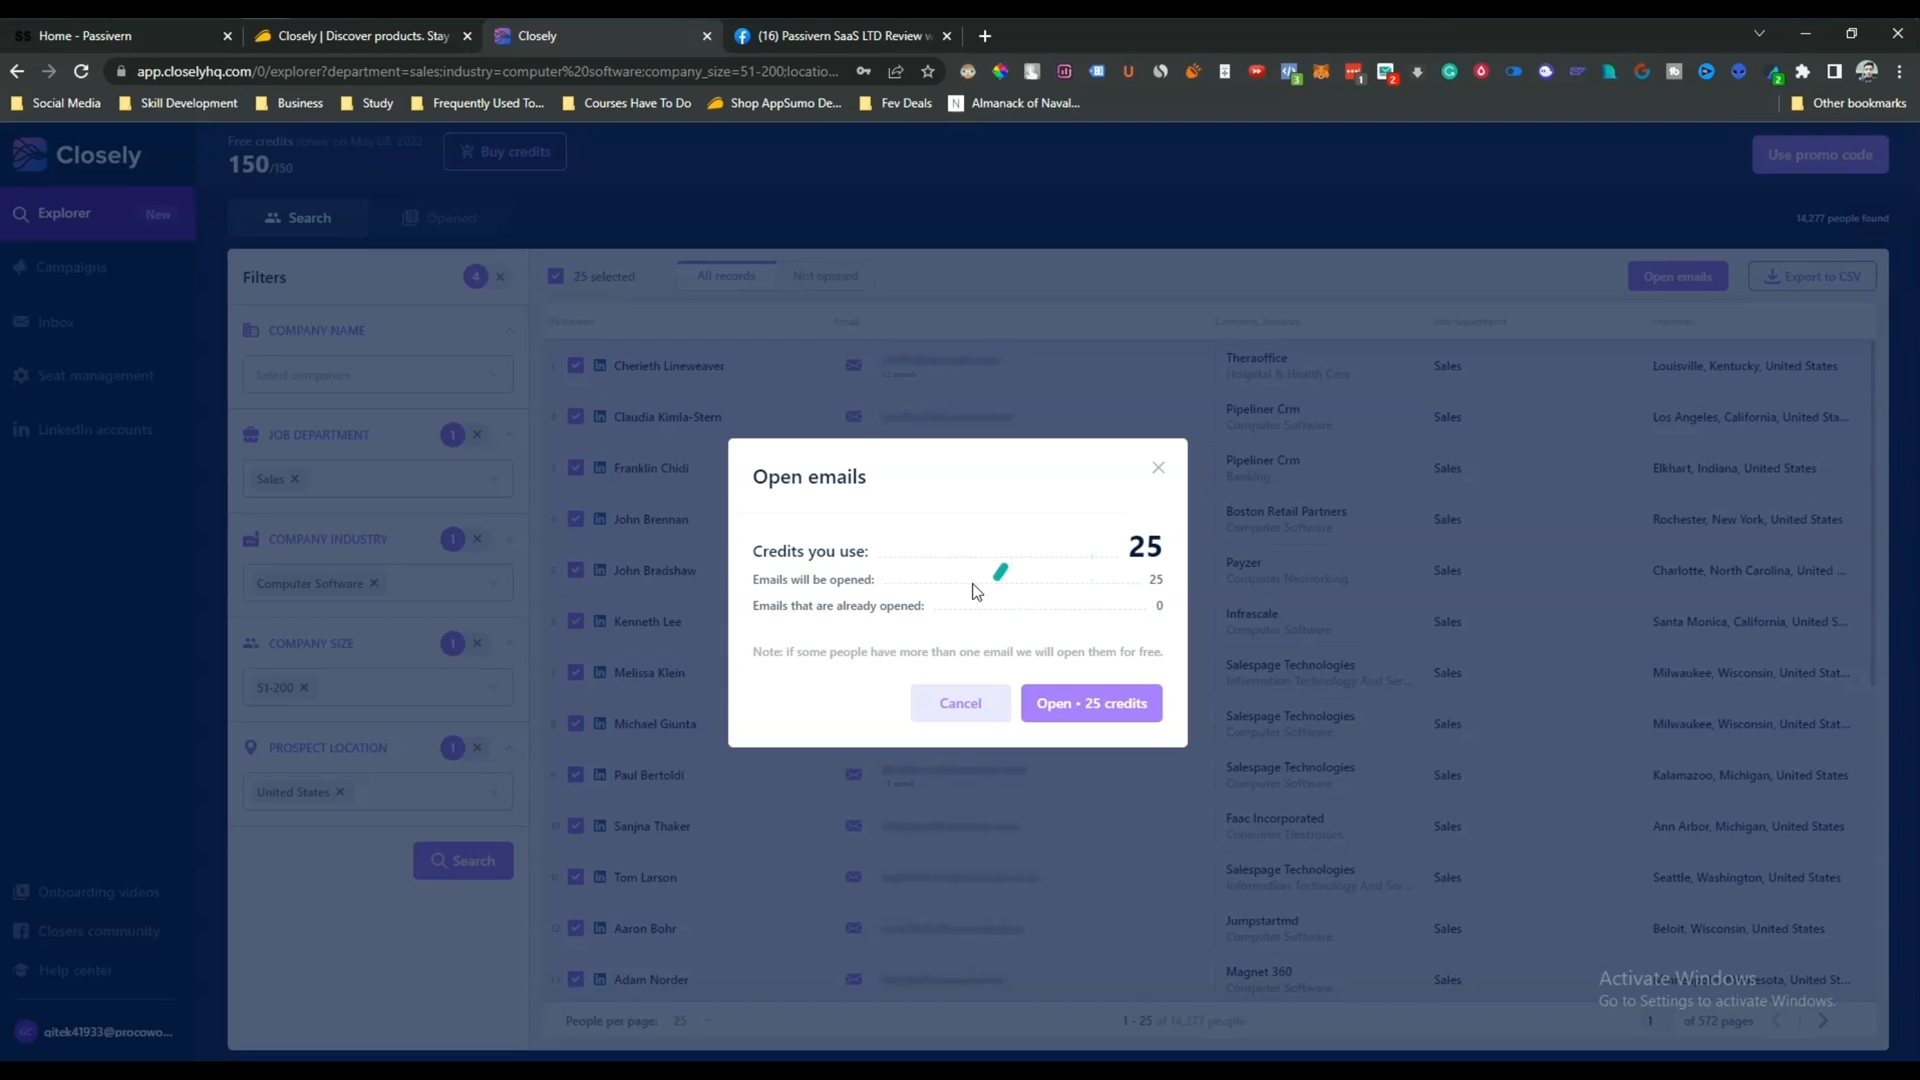 Home - Passivern
Closely | Discover products. Stay
Closely
(16) Passivern SaaS LTD Review w
app.closelyhq.com/0/explorer?department=sales;industry=computer%20software;company_size=51-200;locatio...
Social Media
Skill Development
Business
Study
Frequently Used To...
Courses Have To Do
Shop AppSumo De...
Fev Deals
Almanack of Naval...
Other bookmarks
Closely
Free credits renew on May 08, 2022
150/150
Buy credits
Use promo code
Explorer
New
Search
Opened
14,277 people found
Campaigns
Inbox
Seat management
LinkedIn accounts
Filters
4
25 selected
All records
Not opened
Open emails
Export to CSV
COMPANY NAME
Select companies
JOB DEPARTMENT
1
Sales
COMPANY INDUSTRY
1
Computer Software
COMPANY SIZE
1
51-200
PROSPECT LOCATION
1
United States
Search
Email
Cherieth Lineweaver
Theraoffice
Hospital & Health Care
Sales
Louisville, Kentucky, United States
Claudia Kimla-Stern
Pipeliner Crm
Computer Software
Sales
Los Angeles, California, United Sta...
Franklin Chidi
Pipeliner Crm
Banking
Sales
Elkhart, Indiana, United States
John Brennan
Boston Retail Partners
Computer Software
Sales
Rochester, New York, United States
John Bradshaw
Payzer
Computer Networking
Sales
Charlotte, North Carolina, United ...
Kenneth Lee
Infrascale
Computer Software
Sales
Santa Monica, California, United S...
Melissa Klein
Salespage Technologies
Information Technology And Ser...
Sales
Milwaukee, Wisconsin, United Stat...
Michael Giunta
Salespage Technologies
Computer Software
Sales
Milwaukee, Wisconsin, United Stat...
Paul Bertoldi
Salespage Technologies
Computer Software
Sales
Kalamazoo, Michigan, United States
Sanjna Thaker
Faac Incorporated
Consumer Electronics
Sales
Ann Arbor, Michigan, United States
Tom Larson
Salespage Technologies
Information Technology And Ser...
Sales
Seattle, Washington, United States
Aaron Bohr
Jumpstartmd
Computer Software
Sales
Beloit, Wisconsin, United States
Adam Norder
Magnet 360
Computer Software
Sales
Open emails
Credits you use: 25
Emails will be opened: 25
Emails that are already opened: 0
Note: if some people have more than one email we will open them for free.
Cancel
Open • 25 credits
Onboarding videos
Closers community
Help center
gitek41933@procowo...
People per page: 25
1 - 25 of 14,277 people
1 of 572 pages
Activate Windows
Go to Settings to activate Windows.